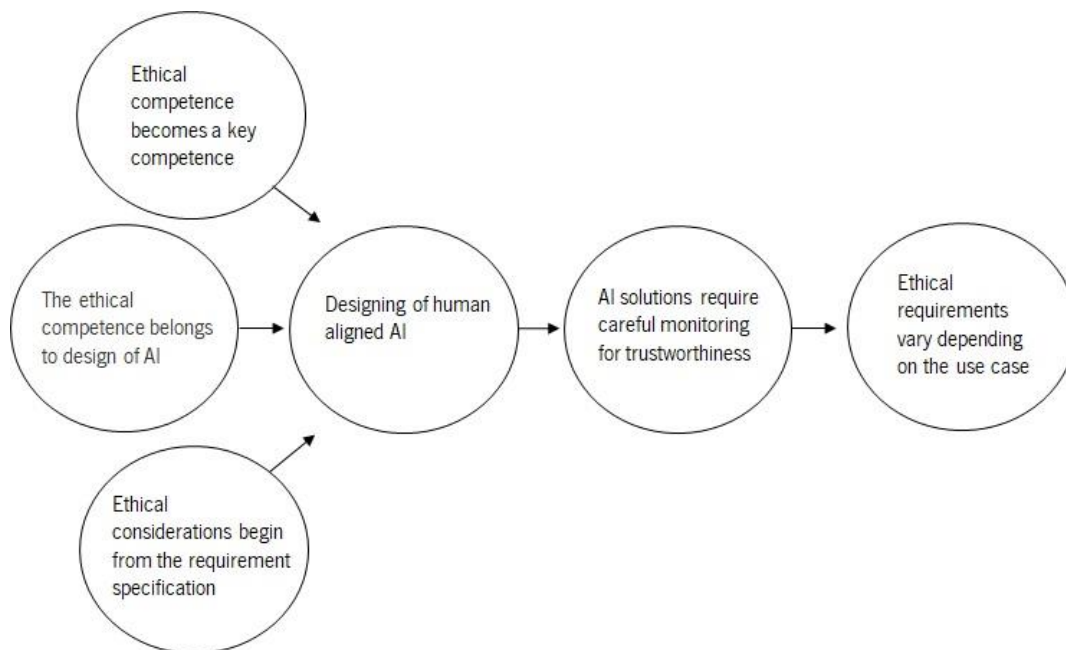 Ethical
competence
becomes a key
competence
The ethical
competence belongs
to design of AI
Ethical
considerations begin
from the requirement
specification
Designing of human
aligned AI
AI solutions require
careful monitoring
for trustworthiness
Ethical
requirements
vary depending
on the use case